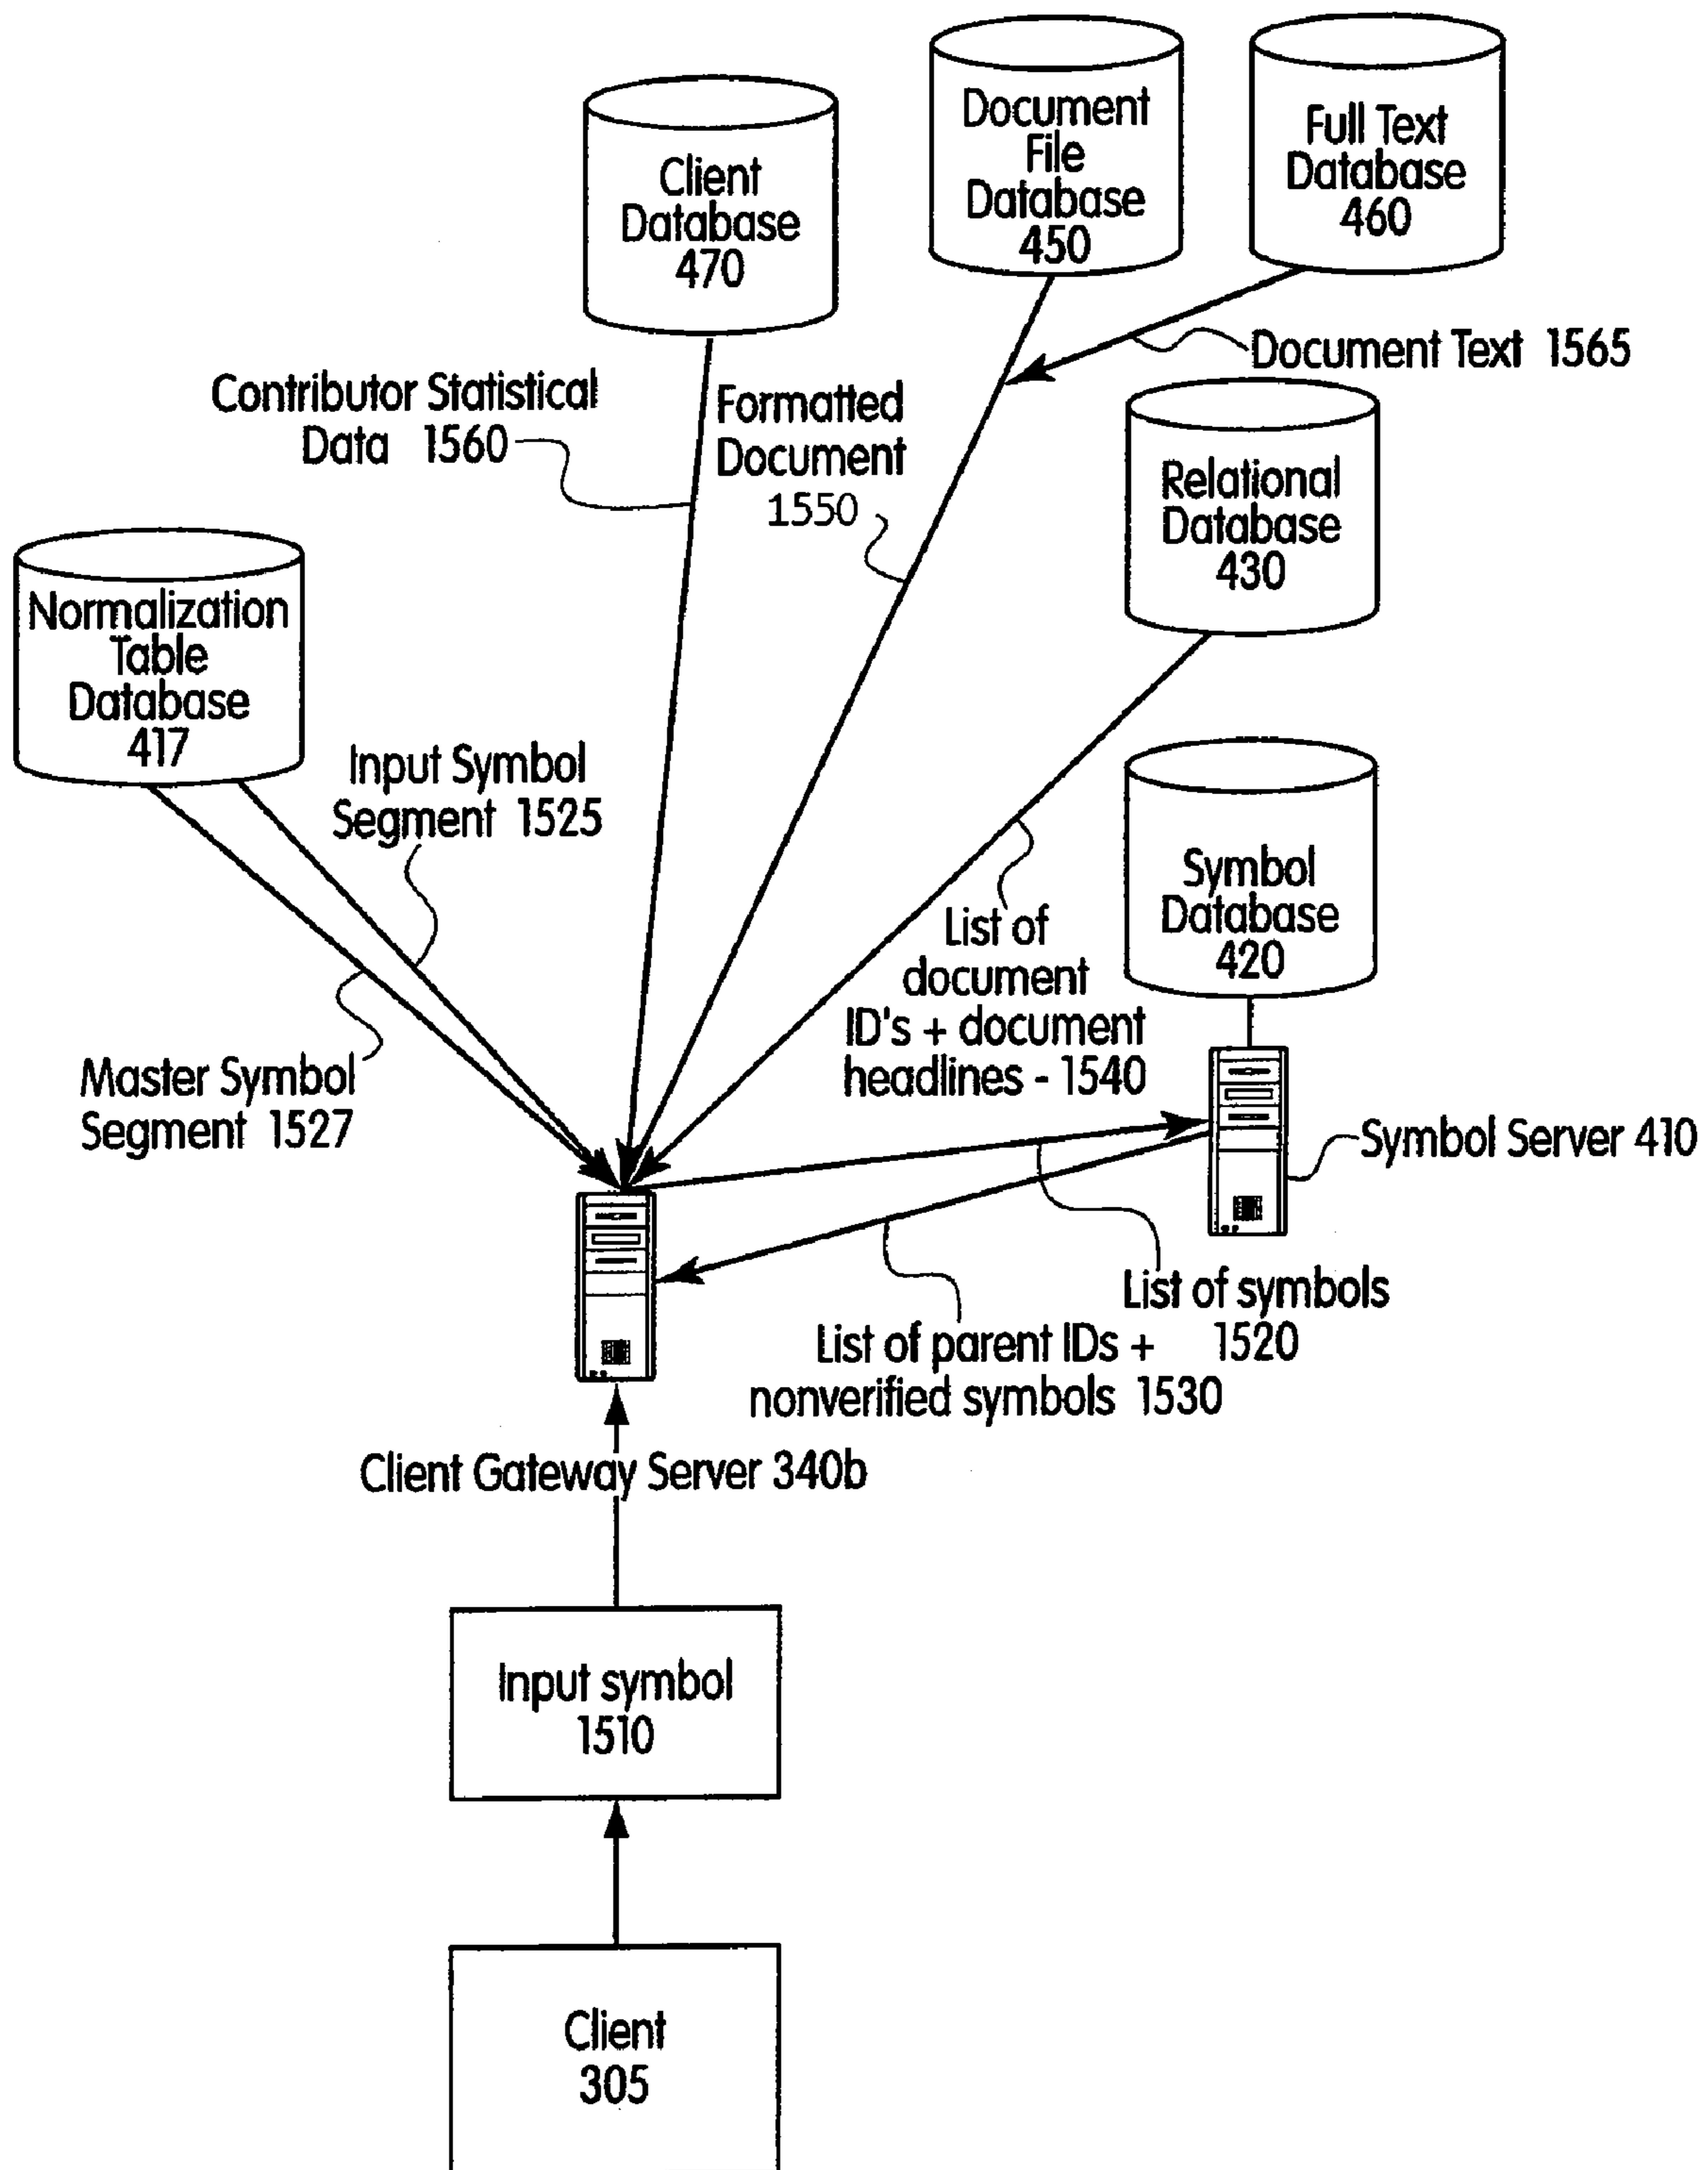 Document
File
Database
450
Full Text
Database
460
Client
Database
470
Document Text 1565
Contributor Statistical
Data 1560
Formatted
Document
1550
Relational
Database
430
Normalization
Table
Database
417
Input Symbol
Segment 1525
Symbol
Database
420
List of
document
ID's + document
headlines - 1540
Master Symbol
Segment 1527
Symbol Server 410
List of symbols
1520
List of parent IDs +
nonverified symbols 1530
Client Gateway Server 340b
Input symbol
1510
Client
305